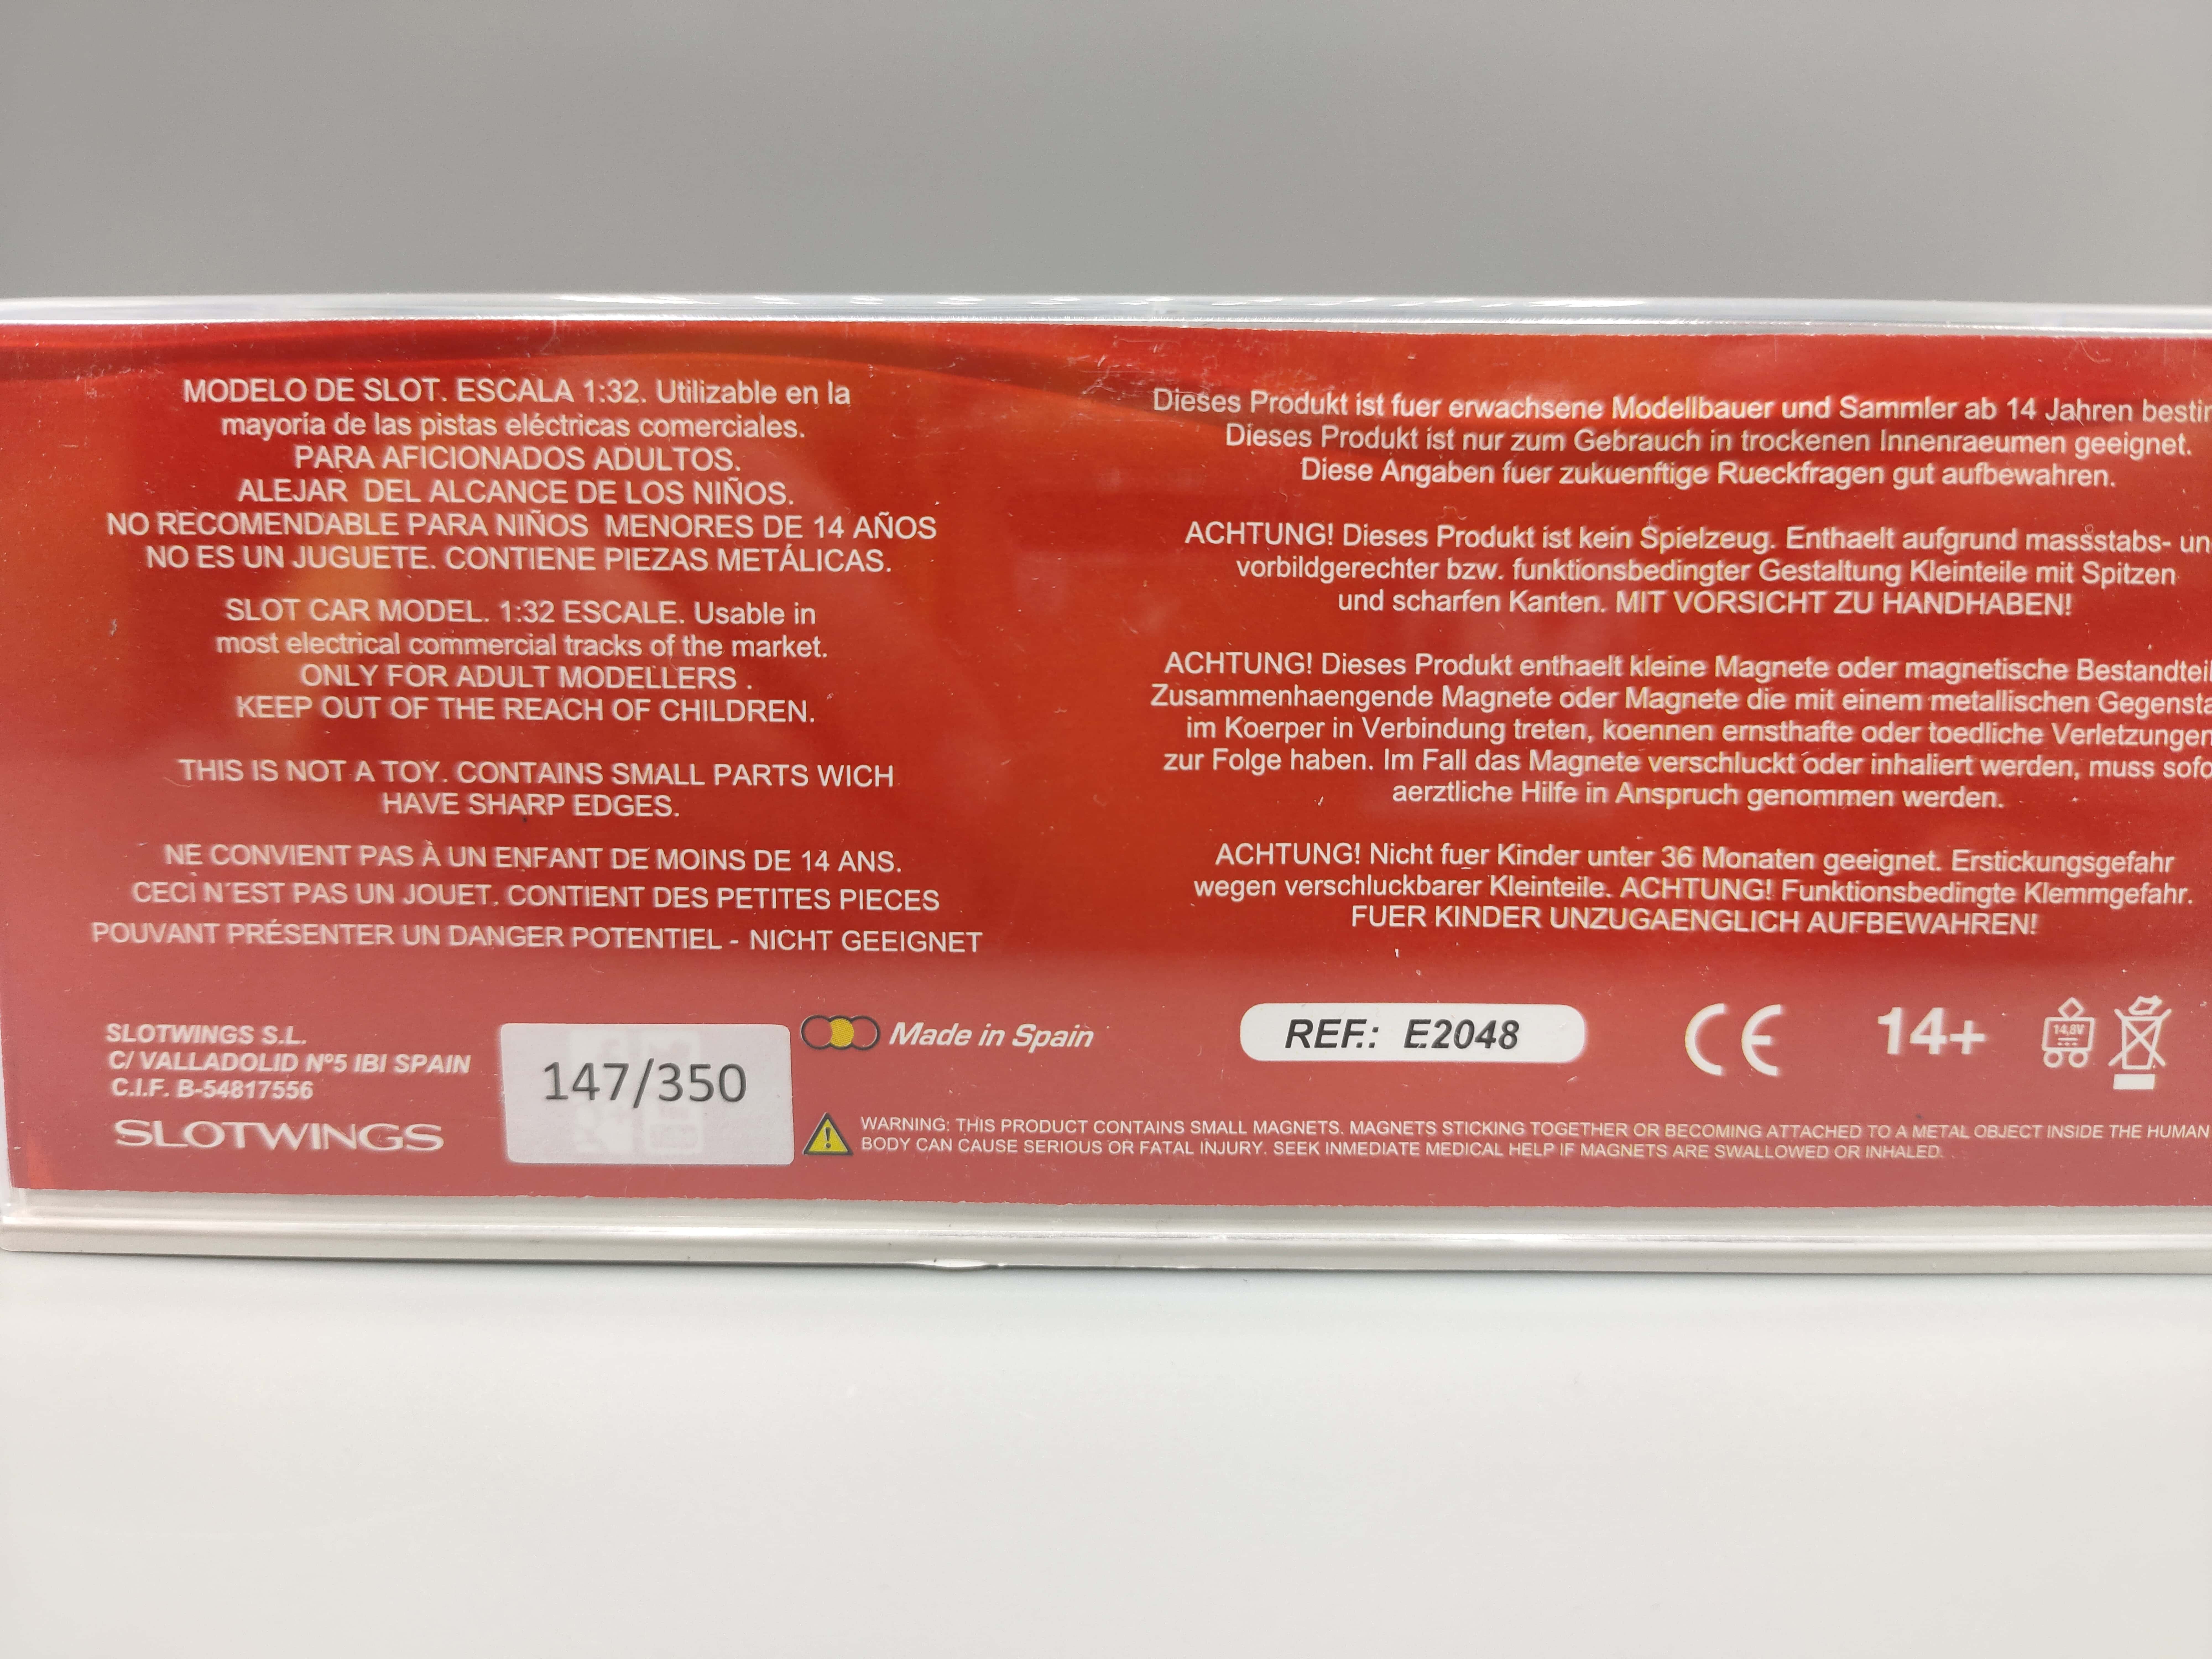 MODELO DE SLOT. ESCALA 1:32. Utilizable en la
mayoría de las pistas eléctricas comerciales.
PARA AFICIONADOS ADULTOS.
ALEJAR DEL ALCANCE DE LOS NIÑOS.
NO RECOMENDABLE PARA NIÑOS MENORES DE 14 AÑOS
NO ES UN JUGUETE. CONTIENE PIEZAS METÁLICAS.
SLOT CAR MODEL. 1:32 ESCALE. Usable in
most electrical commercial tracks of the market.
ONLY FOR ADULT MODELLERS .
KEEP OUT OF THE REACH OF CHILDREN.
THIS IS NOT A TOY. CONTAINS SMALL PARTS WICH
HAVE SHARP EDGES.
NE CONVIENT PAS À UN ENFANT DE MOINS DE 14 ANS.
CECÌ N´EST PAS UN JOUET. CONTIENT DES PETITES PIECES
POUVANT PRÉSENTER UN DANGER POTENTIEL - NICHT GEEIGNET
SLOTWINGS S.L.
C/ VALLADOLID Nº5 IBI SPAIN
C.I.F. B-54817556
SLOTWINGS
147/350
Made in Spain
Dieses Produkt ist fuer erwachsene Modellbauer und Sammler ab 14 Jahren bestim
Dieses Produkt ist nur zum Gebrauch in trockenen Innenraeumen geeignet.
Diese Angaben fuer zukuenftige Rueckfragen gut aufbewahren.
ACHTUNG! Dieses Produkt ist kein Spielzeug. Enthaelt aufgrund massstabs- un
vorbildgerechter bzw. funktionsbedingter Gestaltung Kleinteile mit Spitzen
und scharfen Kanten. MIT VORSICHT ZU HANDHABEN!
ACHTUNG! Dieses Produkt enthaelt kleine Magnete oder magnetische Bestandteil
Zusammenhaengende Magnete oder Magnete die mit einem metallischen Gegensta
im Koerper in Verbindung treten, koennen ernsthafte oder toedliche Verletzungen
zur Folge haben. Im Fall das Magnete verschluckt oder inhaliert werden, muss sofo
aerztliche Hilfe in Anspruch genommen werden.
ACHTUNG! Nicht fuer Kinder unter 36 Monaten geeignet. Erstickungsgefahr
wegen verschluckbarer Kleinteile. ACHTUNG! Funktionsbedingte Klemmgefahr.
FUER KINDER UNZUGAENGLICH AUFBEWAHREN!
REF.: E2048
CE
14+
14,8V
WARNING: THIS PRODUCT CONTAINS SMALL MAGNETS. MAGNETS STICKING TOGETHER OR BECOMING ATTACHED TO A METAL OBJECT INSIDE THE HUMAN
BODY CAN CAUSE SERIOUS OR FATAL INJURY. SEEK INMEDIATE MEDICAL HELP IF MAGNETS ARE SWALLOWED OR INHALED.